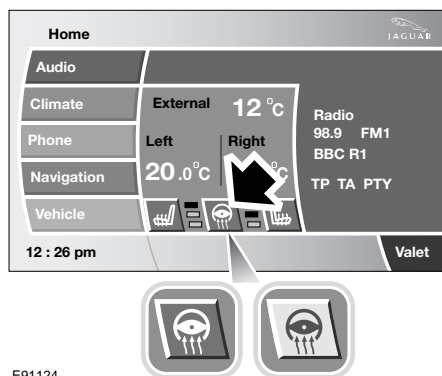 Home
JAGUAR
Audio
Climate
Phone
Navigation
Vehicle
External 12 °C
Left
Right
20.0°C
°C
Radio
98.9 FM1
BBC R1
TP TA PTY
12 : 26 pm
Valet
E91124